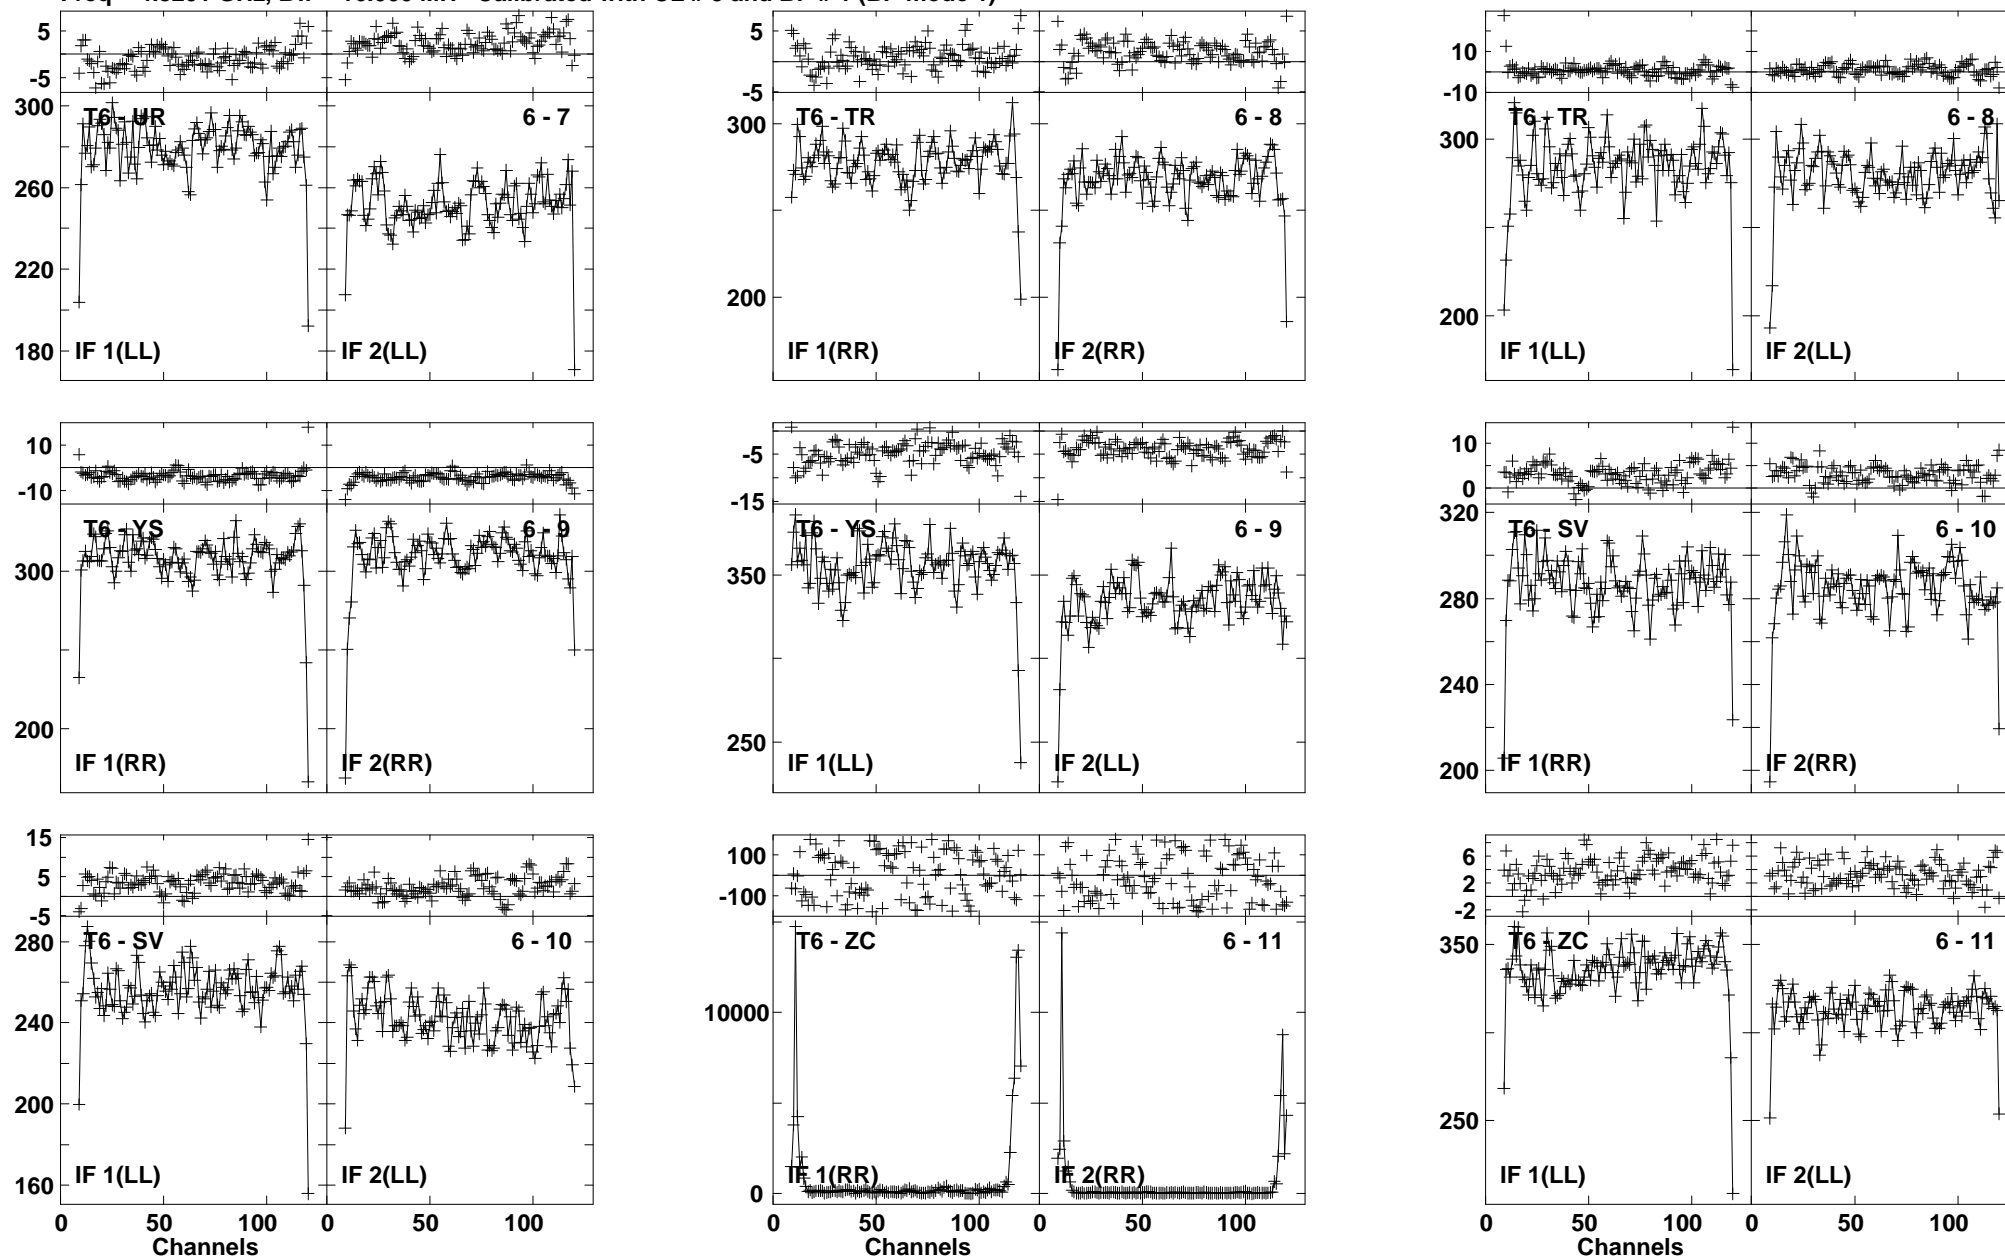 5
-5
300
260
220
180
T6 - UR
6 - 7
IF 1(LL)
IF 2(LL)
5
-5
300
200
T6 - TR
6 - 8
IF 1(RR)
IF 2(RR)
10
-10
300
200
T6 - TR
6 - 8
IF 1(LL)
IF 2(LL)
10
-10
300
200
T6 - YS
6 - 9
IF 1(RR)
IF 2(RR)
-5
-15
350
250
T6 - YS
6 - 9
IF 1(LL)
IF 2(LL)
10
0
320
280
240
200
T6 - SV
6 - 10
IF 1(RR)
IF 2(RR)
15
5
-5
280
240
200
160
T6 - SV
6 - 10
IF 1(LL)
IF 2(LL)
0 50 100 0 50 100
Channels
100
-100
10000
0
T6 - ZC
6 - 11
IF 1(RR)
IF 2(RR)
0 50 100 0 50 100
Channels
6
2
-2
350
250
T6 - ZC
6 - 11
IF 1(LL)
IF 2(LL)
0 50 100 0 50 100
Channels